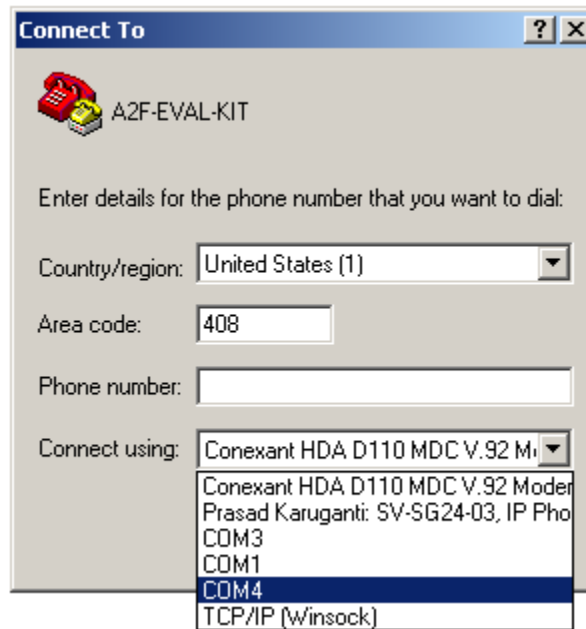 Connect To
A2F-EVAL-KIT
Enter details for the phone number that you want to dial:
Country/region: United States (1)
Area code: 408
Phone number:
Connect using: Conexant HDA D110 MDC V.92 M
Conexant HDA D110 MDC V.92 Moder
Prasad Karuganti: SV-SG24-03, IP Pho
COM3
COM1
COM4
TCP/IP (Winsock)